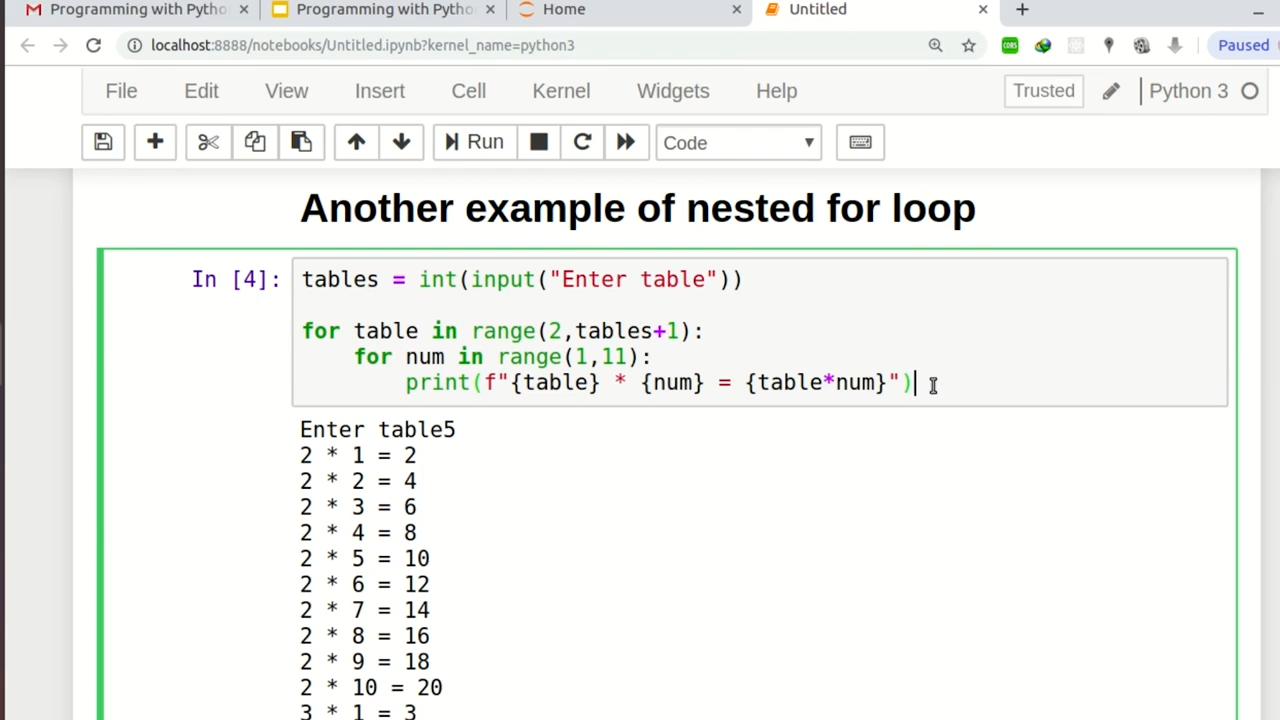 Programming with Pytho
Programming with Pytho
Home
Untitled
localhost:8888/notebooks/Untitled.ipynb?kernel_name=python3
CORS
Paused
File Edit View Insert Cell Kernel Widgets Help
Trusted
Python 3
Run
Code
Another example of nested for loop
In [4]:
tables = int(input("Enter table"))
for table in range(2,tables+1):
    for num in range(1,11):
        print(f"{table} * {num} = {table*num}")
Enter table5
2 * 1 = 2
2 * 2 = 4
2 * 3 = 6
2 * 4 = 8
2 * 5 = 10
2 * 6 = 12
2 * 7 = 14
2 * 8 = 16
2 * 9 = 18
2 * 10 = 20
3 * 1 = 3